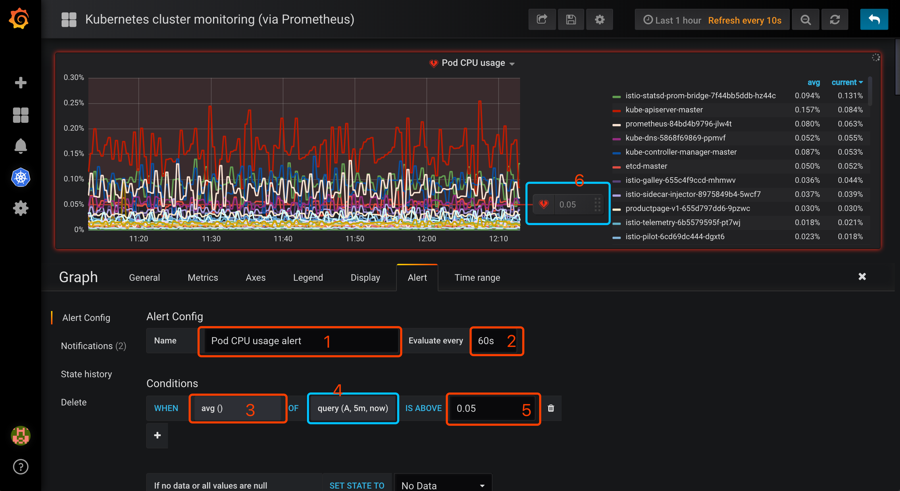 Kubernetes cluster monitoring (via Prometheus)
Last 1 hour Refresh every 10s
Pod CPU usage
0.30%
0.25%
0.20%
0.15%
0.10%
0.05%
0%
11:20 11:30 11:40 11:50 12:00 12:10
6
0.05
avg current
istio-statsd-prom-bridge-7f44bb5ddb-hz44c 0.094% 0.131%
kube-apiserver-master 0.157% 0.084%
prometheus-84bd4b9796-jlw4t 0.080% 0.063%
kube-dns-5868f69869-ppmvf 0.052% 0.055%
kube-controller-manager-master 0.087% 0.053%
etcd-master 0.050% 0.052%
istio-galley-655c4f9ccd-mhmwv 0.036% 0.044%
istio-sidecar-injector-8975849b4-5wcf7 0.037% 0.039%
productpage-v1-655d797dd6-9pzwc 0.030% 0.030%
istio-telemetry-6b5579595f-pt7wj 0.018% 0.021%
istio-pilot-6cd69dc444-dgxt6 0.023% 0.018%
Graph General Metrics Axes Legend Display Alert Time range
Alert Config
Notifications (2)
State history
Delete
Alert Config
Name Pod CPU usage alert 1 Evaluate every 60s 2
Conditions
4
WHEN avg () 3 OF query (A, 5m, now) IS ABOVE 0.05 5
If no data or all values are null SET STATE TO No Data